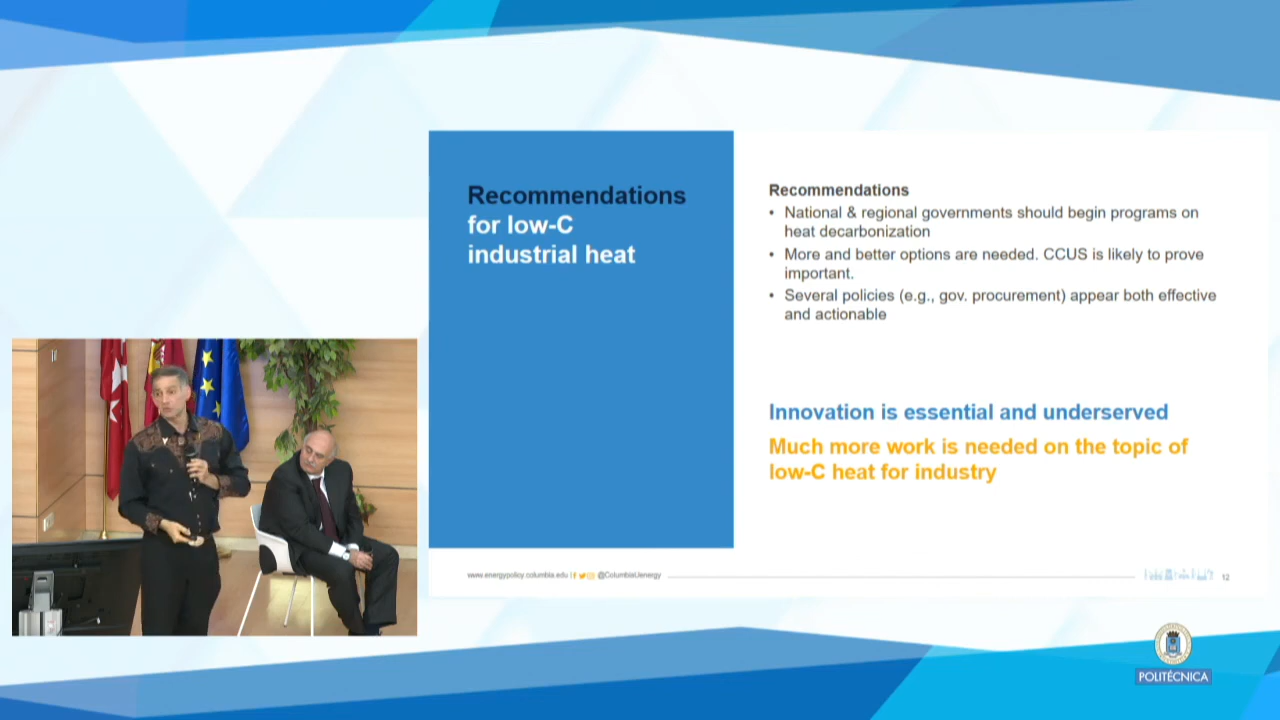 Recommendations
for low-C
industrial heat
Recommendations
• National & regional governments should begin programs on
heat decarbonization
• More and better options are needed. CCUS is likely to prove
important.
• Several policies (e.g., gov. procurement) appear both effective
and actionable
Innovation is essential and underserved
Much more work is needed on the topic of
low-C heat for industry
www.energypolicy.columbia.edu | @ColumbiaUenergy
12
POLITÉCNICA